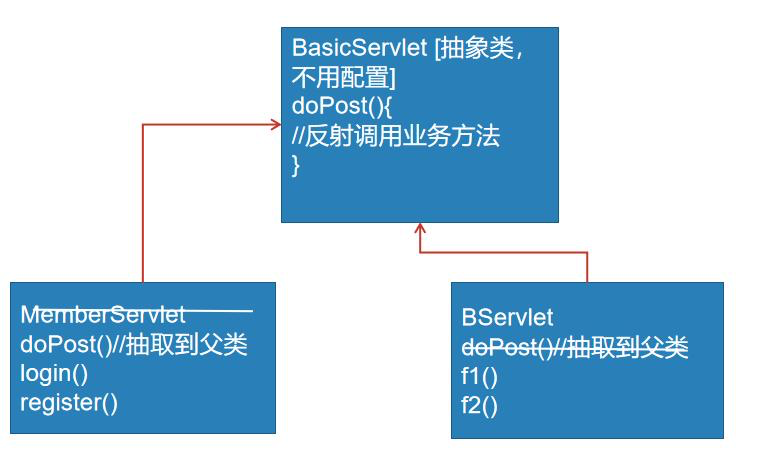 BasicServlet [抽象类，
不用配置]
doPost(){
//反射调用业务方法
}
MemberServlet
doPost()//抽取到父类
login()
register()
BServlet
doPost()//抽取到父类
f1()
f2()